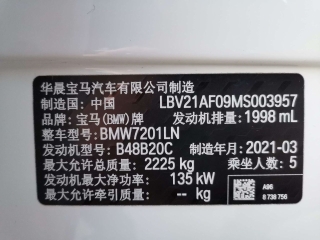 华晨宝马汽车有限公司制造
制造国：中国 LBV21AF09MS003957
品牌：宝马(BMW)牌 发动机排量：1998 mL
整车型号：BMW7201LN
发动机型号：B48B20C 制造年月：2021-03
最大允许总质量：2225 kg 乘坐人数：5
发动机最大净功率：135 kW
最大允许牵引质量：-- kg
A96
8 738 756